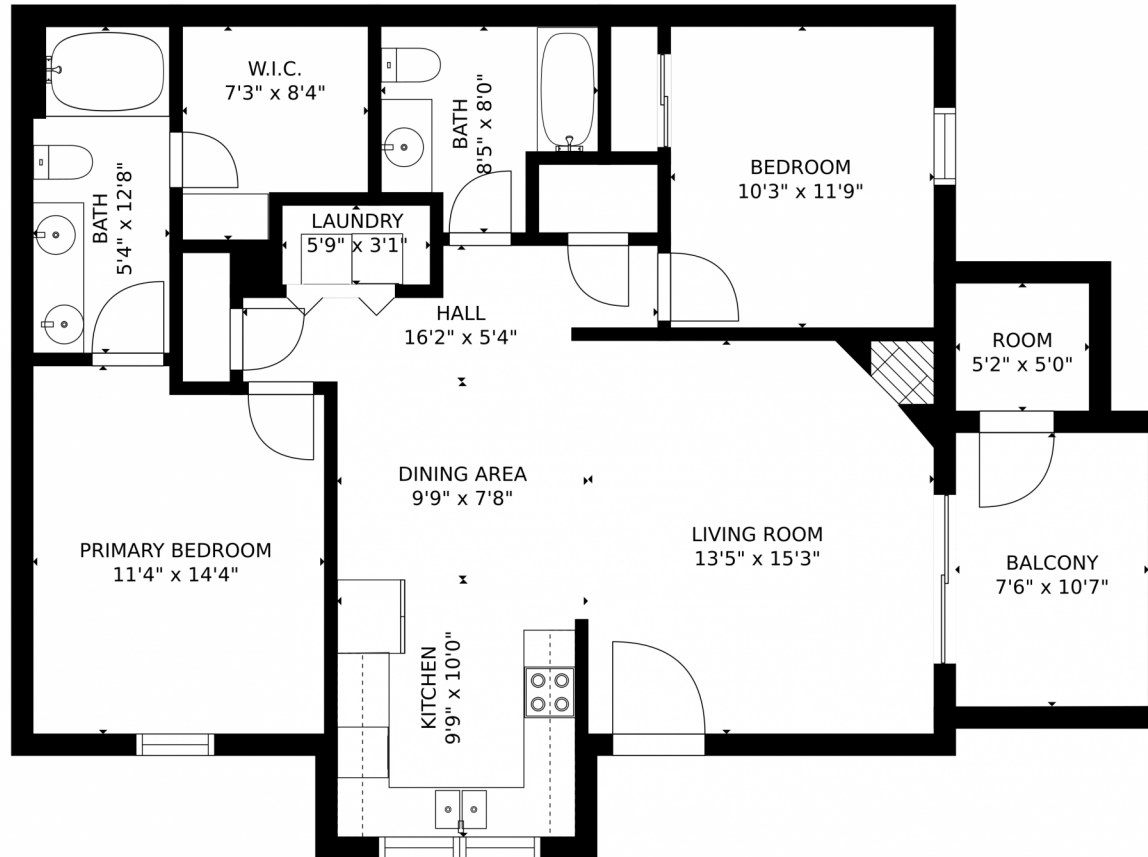 W.I.C.
7'3" x 8'4"
BATH
8'5" x 8'0"
BEDROOM
10'3" x 11'9"
BATH
5'4" x 12'8"
LAUNDRY
5'9" x 3'1"
HALL
16'2" x 5'4"
ROOM
5'2" x 5'0"
DINING AREA
9'9" x 7'8"
LIVING ROOM
13'5" x 15'3"
PRIMARY BEDROOM
11'4" x 14'4"
BALCONY
7'6" x 10'7"
KITCHEN
9'9" x 10'0"